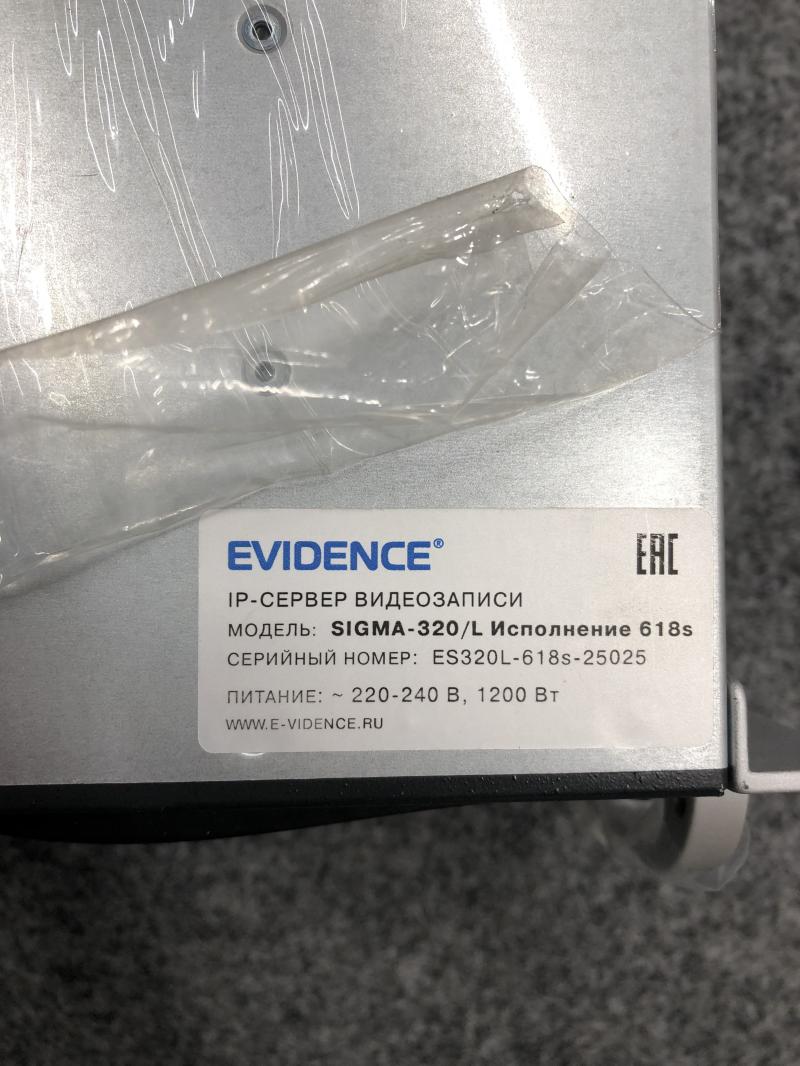 EVIDENCE®
EAC
IP-СЕРВЕР ВИДЕОЗАПИСИ
МОДЕЛЬ: SIGMA-320/L Исполнение 618s
СЕРИЙНЫЙ НОМЕР: ES320L-618s-25025
ПИТАНИЕ: ~ 220-240 В, 1200 Вт
WWW.E-VIDENCE.RU